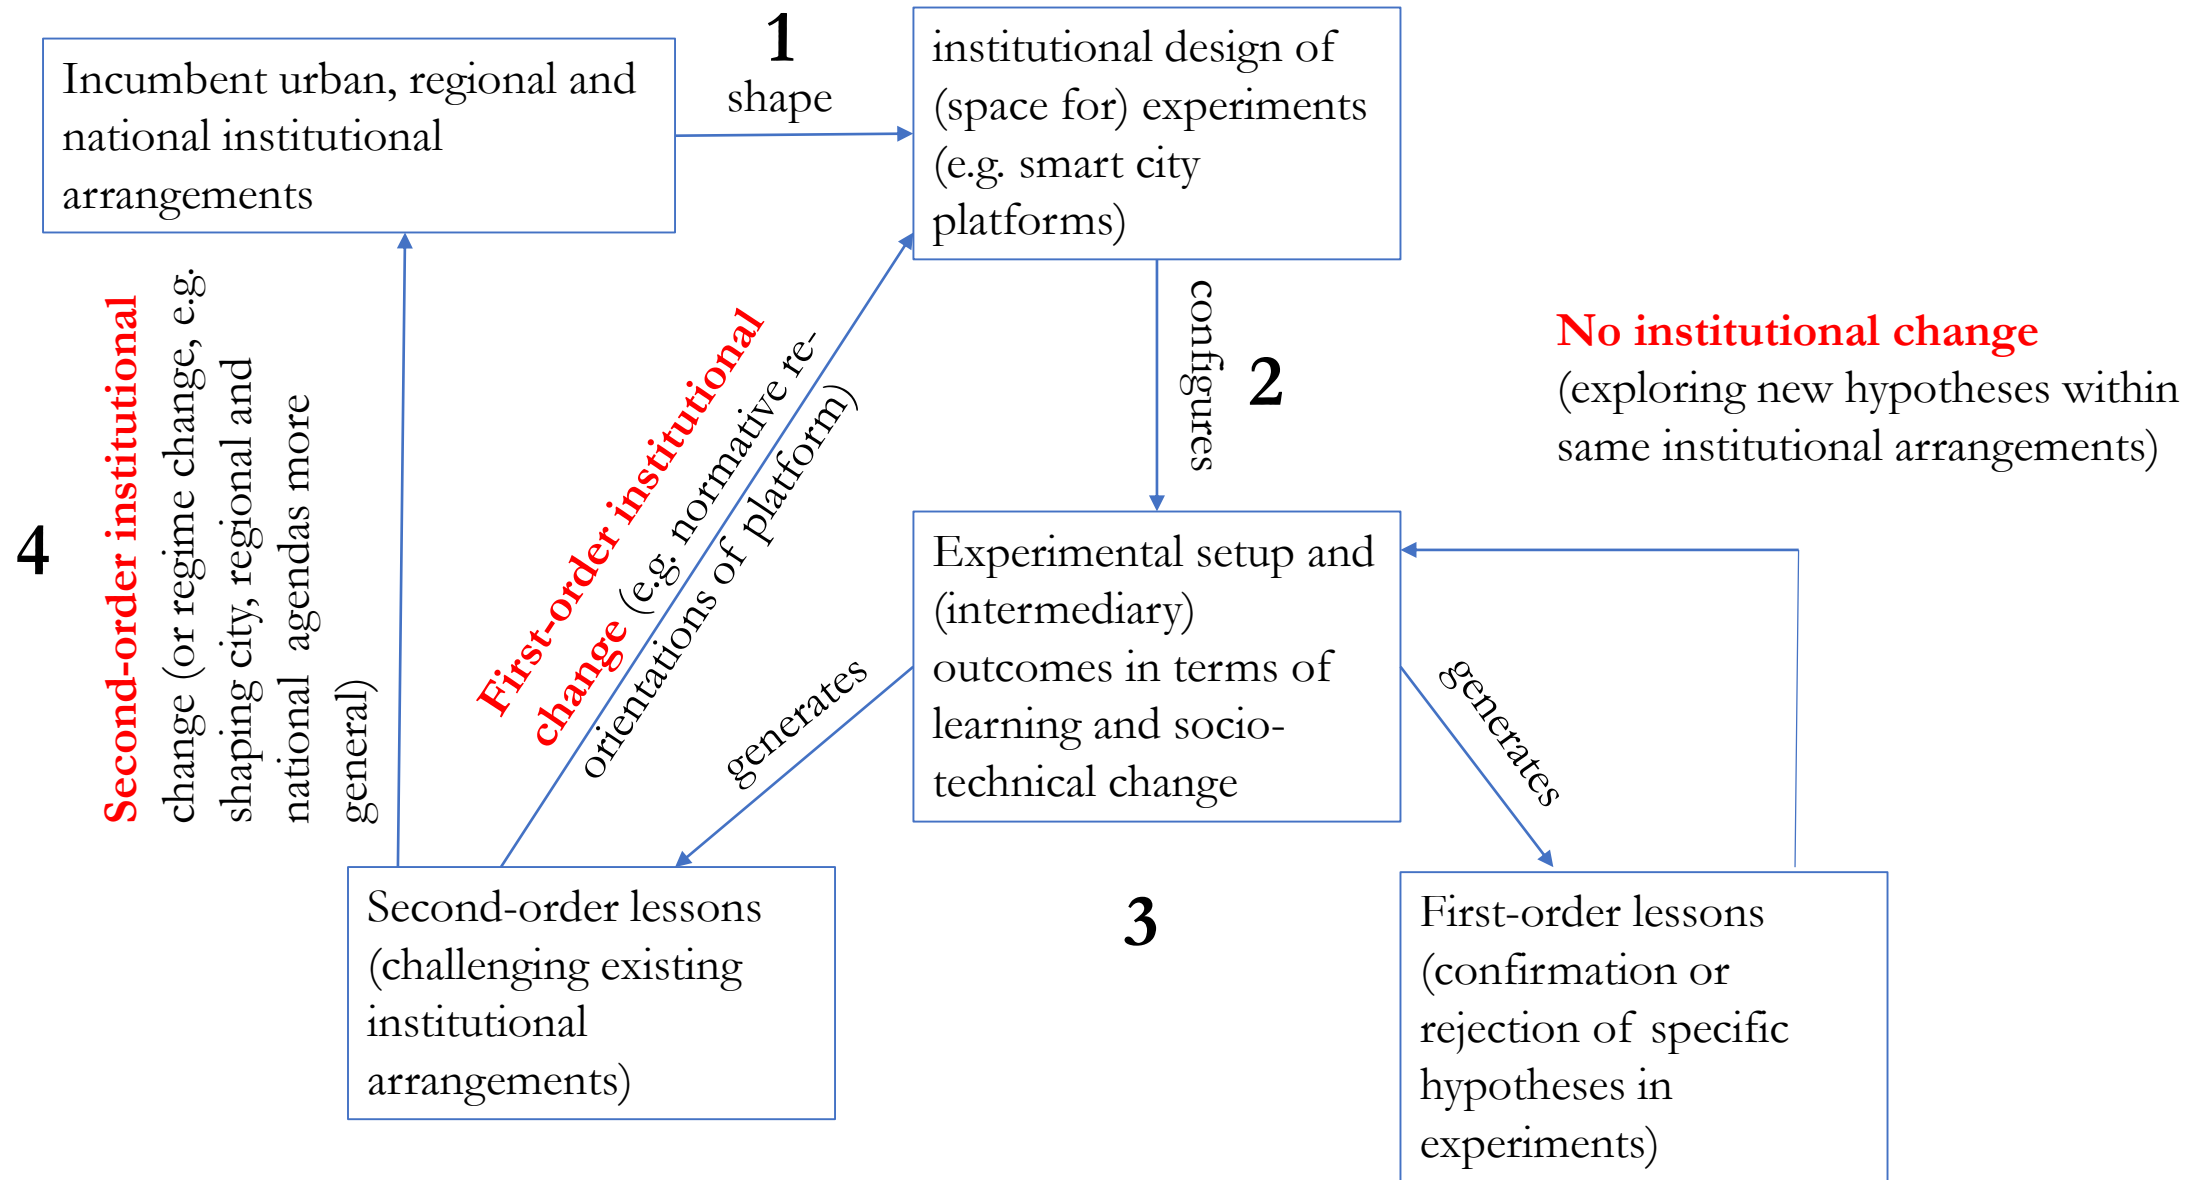 Incumbent urban, regional and
national institutional
arrangements
1
shape
institutional design of
(space for) experiments
(e.g. smart city
platforms)
configures
2
No institutional change
(exploring new hypotheses within
same institutional arrangements)
4
Second-order institutional
change (or regime change, e.g.
shaping city, regional and
national agendas more
general)
First-order institutional
change (e.g. normative re-
orientations of platform)
Experimental setup and
(intermediary)
outcomes in terms of
learning and socio-
technical change
generates
generates
3
Second-order lessons
(challenging existing
institutional
arrangements)
First-order lessons
(confirmation or
rejection of specific
hypotheses in
experiments)